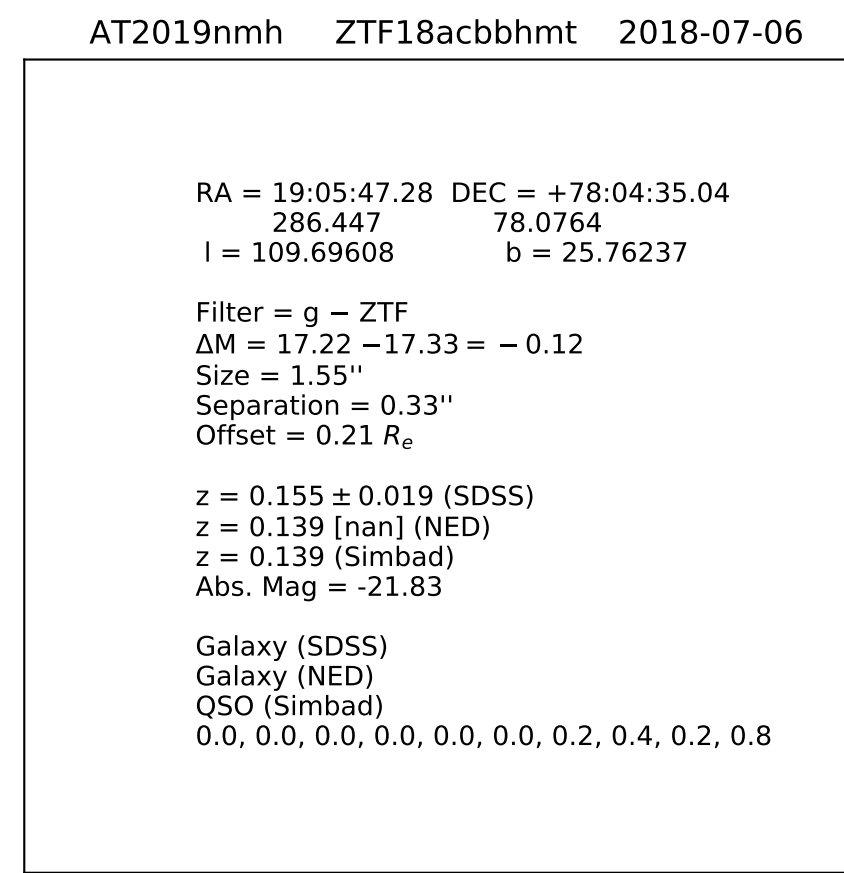 AT2019nmh ZTF18acbbhmt 2018-07-06
RA = 19:05:47.28 DEC = +78:04:35.04
286.447 78.0764
l = 109.69608 b = 25.76237
Filter = g − ZTF
ΔM = 17.22 −17.33 = − 0.12
Size = 1.55''
Separation = 0.33''
Offset = 0.21 Rₑ
z = 0.155 ± 0.019 (SDSS)
z = 0.139 [nan] (NED)
z = 0.139 (Simbad)
Abs. Mag = -21.83
Galaxy (SDSS)
Galaxy (NED)
QSO (Simbad)
0.0, 0.0, 0.0, 0.0, 0.0, 0.0, 0.2, 0.4, 0.2, 0.8